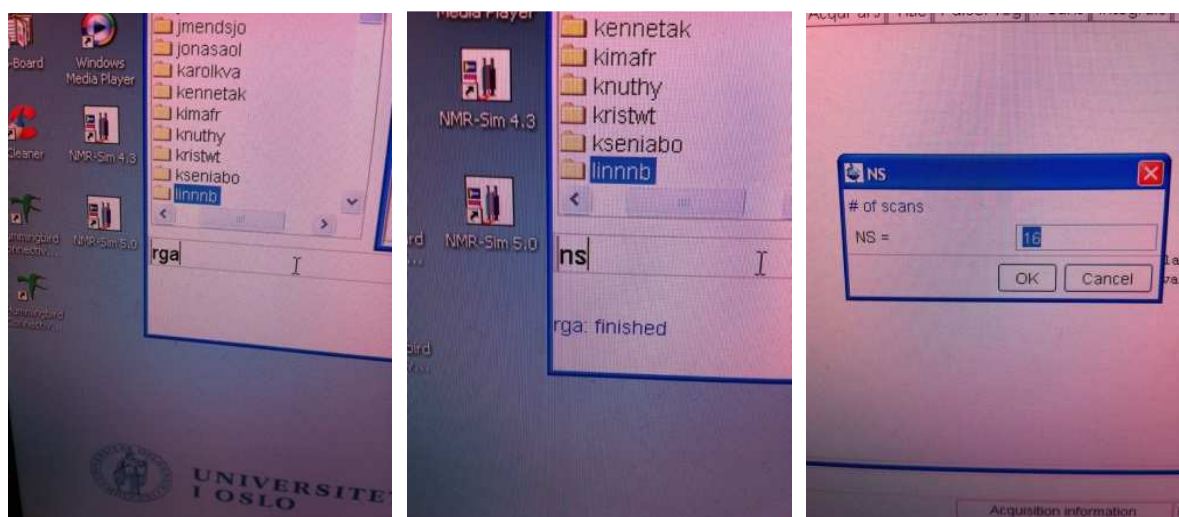 jmendsjo
jonasaol
karolkva
kennetak
kimafr
knuthy
kristwt
kseniabo
linnnb
Windows
Media Player
NMR-Sim 4.3
NMR-Sim 5.0
rga
UNIVERSITE
I OSLO
Media Player
kennetak
kimafr
knuthy
kristwt
kseniabo
linnnb
NMR-Sim 4.3
NMR-Sim 5.0
ns
rga: finished
NS
# of scans
NS =
16
OK
Cancel
Acquisition information